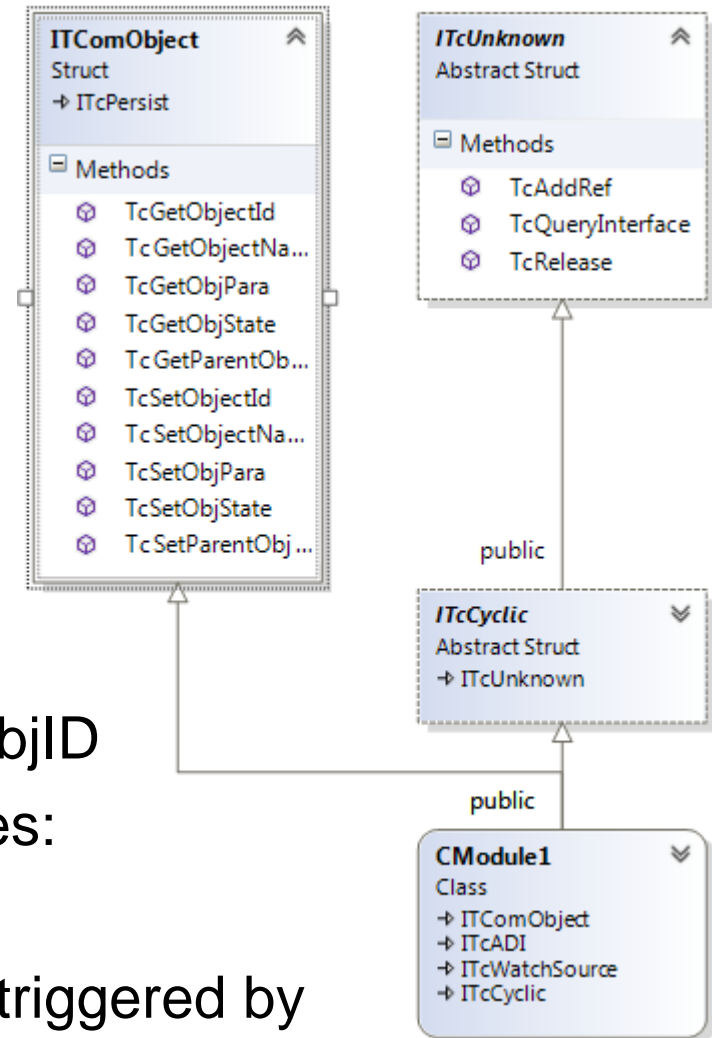 ITComObject
Struct
ITcPersist
Methods
TcGetObjectId
TcGetObjectNa...
TcGetObjPara
TcGetObjState
TcGetParentOb...
TcSetObjectId
TcSetObjectNa...
TcSetObjPara
TcSetObjState
TcSetParentObj...
ITcUnknown
Abstract Struct
Methods
TcAddRef
TcQueryInterface
TcRelease
public
ITcCyclic
Abstract Struct
ITcUnknown
public
CModule1
Class
ITComObject
ITcADI
ITcWatchSource
ITcCyclic
bjID
es:
triggered by